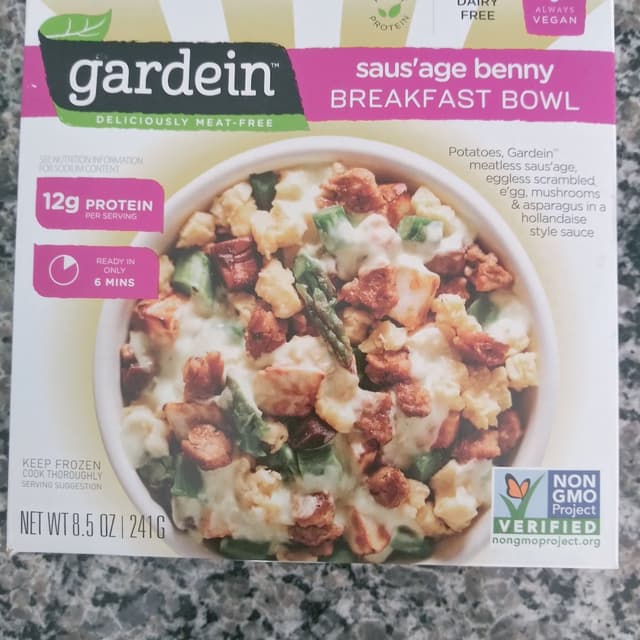 PROTEIN
DAIRY
FREE
ALWAYS
VEGAN
gardein™
DELICIOUSLY MEAT-FREE
saus'age benny
BREAKFAST BOWL
Potatoes, Gardein™
meatless saus'age,
eggless scrambled
e'gg, mushrooms
& asparagus in a
hollandaise
style sauce
SEE NUTRITION INFORMATION
FOR SODIUM CONTENT
12g PROTEIN
PER SERVING
READY IN
ONLY
6 MINS
KEEP FROZEN
COOK THOROUGHLY
SERVING SUGGESTION
NET WT 8.5 OZ | 241G
NON
GMO
Project
VERIFIED
nongmoproject.org